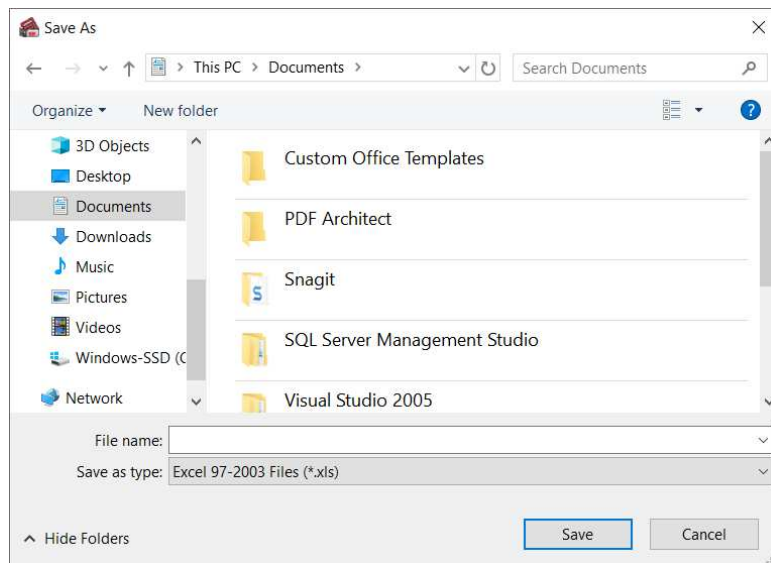 Save As
This PC > Documents >
Search Documents
Organize
New folder
?
3D Objects
Desktop
Documents
Downloads
Music
Pictures
Videos
Windows-SSD (C
Network
Custom Office Templates
PDF Architect
S
Snagit
SQL Server Management Studio
Visual Studio 2005
File name:
Save as type: Excel 97-2003 Files (*.xls)
Hide Folders
Save
Cancel